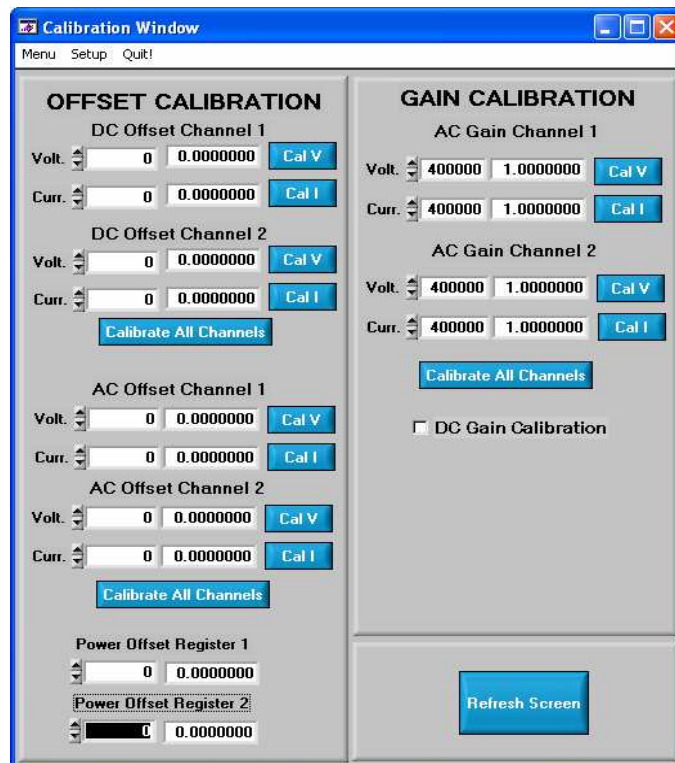 Calibration Window
Menu Setup Quit!
OFFSET CALIBRATION
DC Offset Channel 1
Volt. 0 0.0000000 Cal V
Curr. 0 0.0000000 Cal I
DC Offset Channel 2
Volt. 0 0.0000000 Cal V
Curr. 0 0.0000000 Cal I
Calibrate All Channels
AC Offset Channel 1
Volt. 0 0.0000000 Cal V
Curr. 0 0.0000000 Cal I
AC Offset Channel 2
Volt. 0 0.0000000 Cal V
Curr. 0 0.0000000 Cal I
Calibrate All Channels
Power Offset Register 1
0 0.0000000
Power Offset Register 2
0 0.0000000
GAIN CALIBRATION
AC Gain Channel 1
Volt. 400000 1.0000000 Cal V
Curr. 400000 1.0000000 Cal I
AC Gain Channel 2
Volt. 400000 1.0000000 Cal V
Curr. 400000 1.0000000 Cal I
Calibrate All Channels
DC Gain Calibration
Refresh Screen